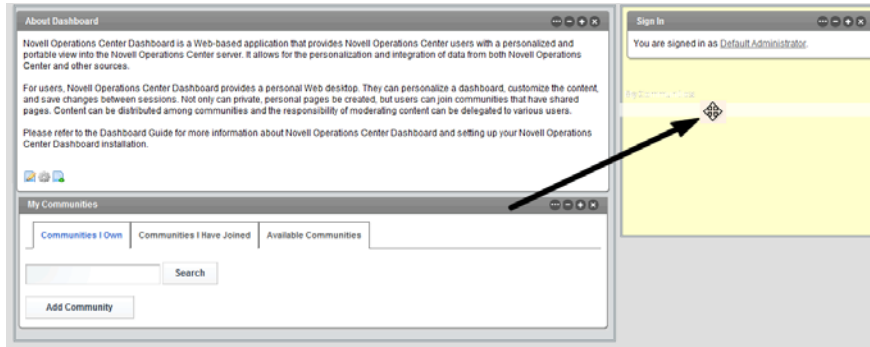 About Dashboard
Novell Operations Center Dashboard is a Web-based application that provides Novell Operations Center users with a personalized and
portable view into the Novell Operations Center server. It allows for the personalization and integration of data from both Novell Operations
Center and other sources.
For users, Novell Operations Center Dashboard provides a personal Web desktop. They can personalize a dashboard, customize the content,
and save changes between sessions. Not only can private, personal pages be created, but users can join communities that have shared
pages. Content can be distributed among communities and the responsibility of moderating content can be delegated to various users.
Please refer to the Dashboard Guide for more information about Novell Operations Center Dashboard and setting up your Novell Operations
Center Dashboard installation.
My Communities
Communities I Own
Communities I Have Joined
Available Communities
Search
Add Community
Sign In
You are signed in as Default Administrator.